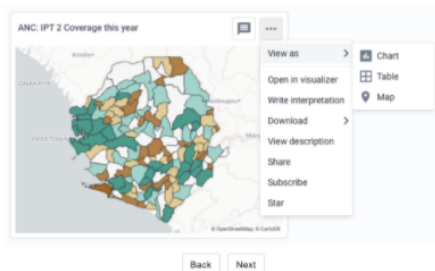 ANC: IPT 2 Coverage this year
View as
Chart
Table
Map
Open in visualizer
Write interpretation
Download
View description
Share
Subscribe
Star
FREETOWN
© OpenStreetMap, © CartoDB
Back Next